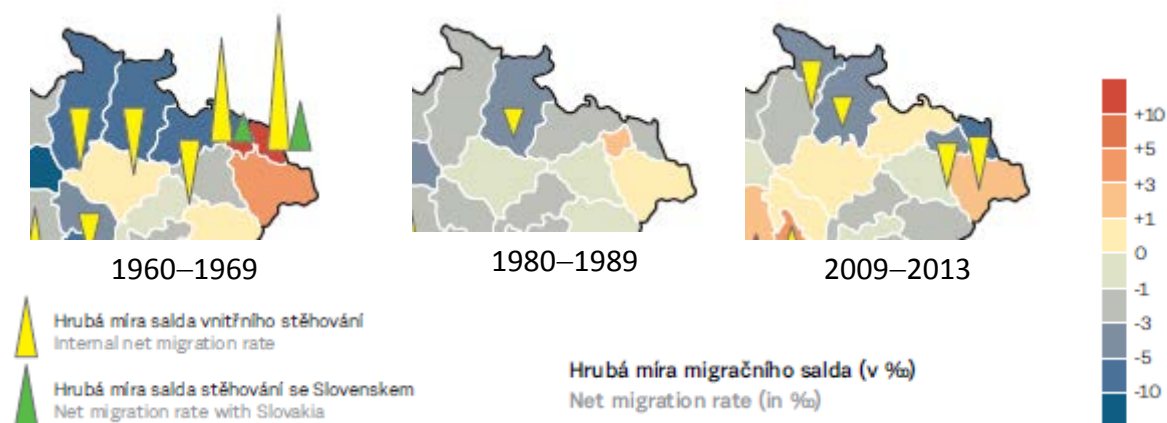 1960–1969
1980–1989
2009–2013
Hrubá míra salda vnitřního stěhování
Internal net migration rate
Hrubá míra salda stěhování se Slovenskem
Net migration rate with Slovakia
Hrubá míra migračního salda (v ‰)
Net migration rate (in ‰)
+10
+5
+3
+1
0
-1
-3
-5
-10